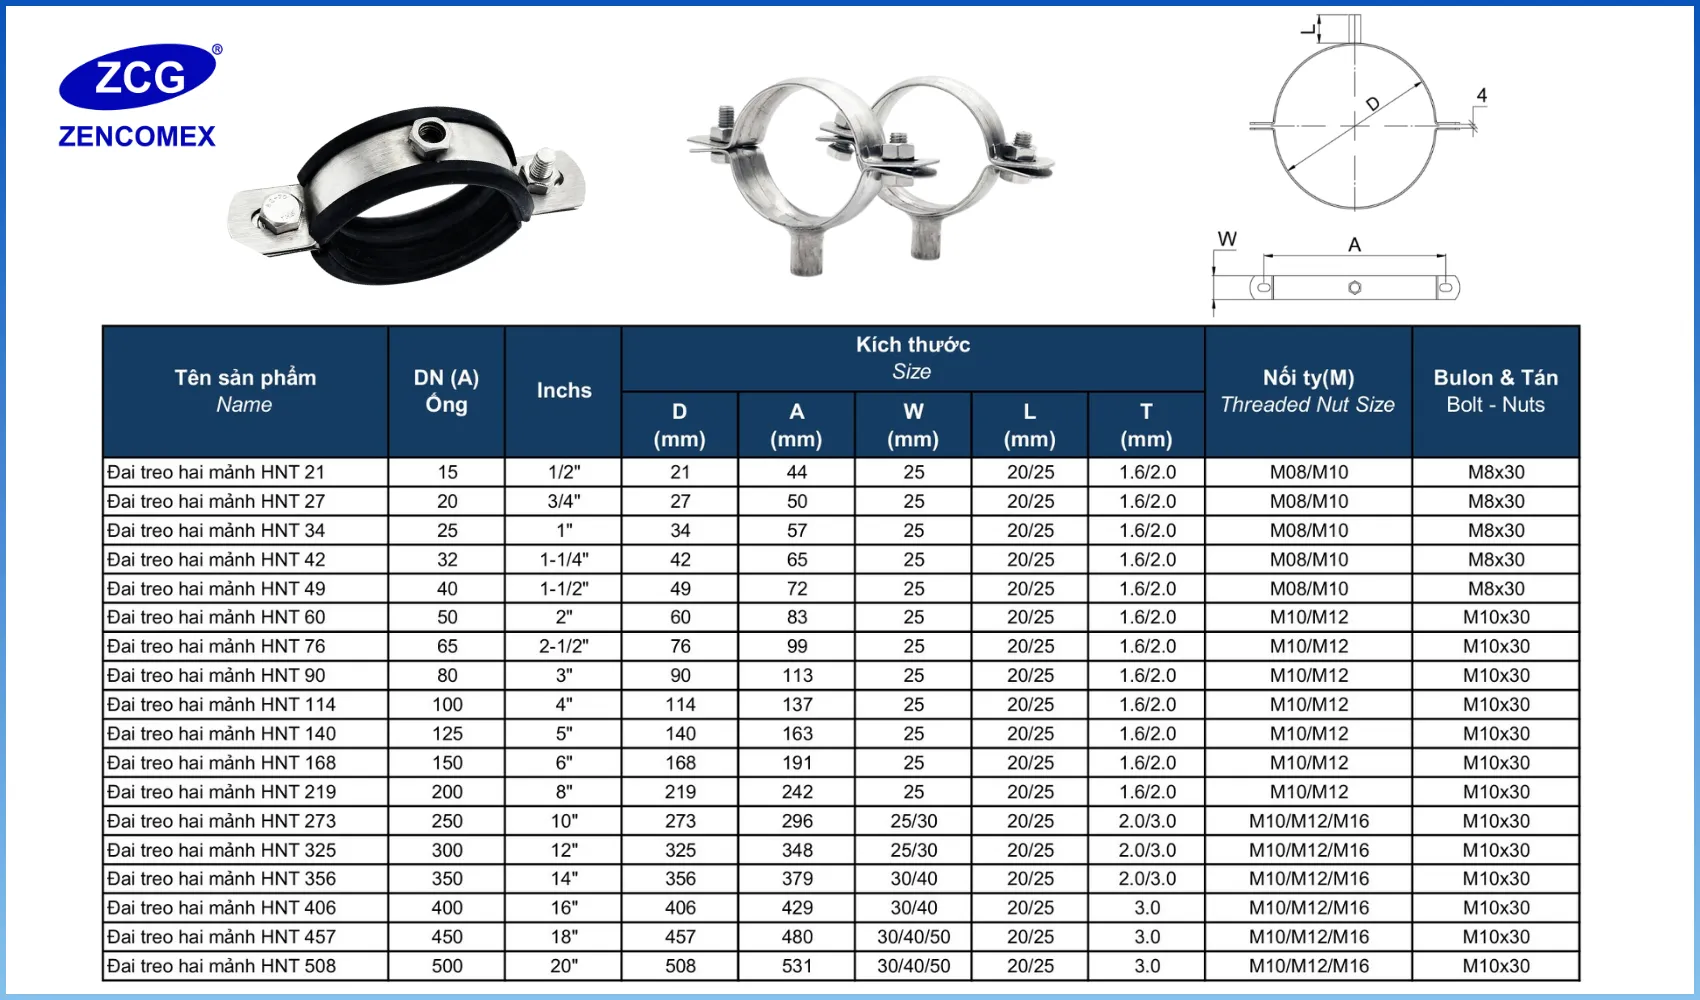 ZCG®
ZENCOMEX
L
D
4
W
A
Tên sản phẩm
Name
DN (A)
Ống
Inchs
Kích thước
Size
D
(mm)
A
(mm)
W
(mm)
L
(mm)
T
(mm)
Nối ty(M)
Threaded Nut Size
Bulon & Tán
Bolt - Nuts
Đai treo hai mảnh HNT 21 15 1/2" 21 44 25 20/25 1.6/2.0 M08/M10 M8x30
Đai treo hai mảnh HNT 27 20 3/4" 27 50 25 20/25 1.6/2.0 M08/M10 M8x30
Đai treo hai mảnh HNT 34 25 1" 34 57 25 20/25 1.6/2.0 M08/M10 M8x30
Đai treo hai mảnh HNT 42 32 1-1/4" 42 65 25 20/25 1.6/2.0 M08/M10 M8x30
Đai treo hai mảnh HNT 49 40 1-1/2" 49 72 25 20/25 1.6/2.0 M08/M10 M8x30
Đai treo hai mảnh HNT 60 50 2" 60 83 25 20/25 1.6/2.0 M10/M12 M10x30
Đai treo hai mảnh HNT 76 65 2-1/2" 76 99 25 20/25 1.6/2.0 M10/M12 M10x30
Đai treo hai mảnh HNT 90 80 3" 90 113 25 20/25 1.6/2.0 M10/M12 M10x30
Đai treo hai mảnh HNT 114 100 4" 114 137 25 20/25 1.6/2.0 M10/M12 M10x30
Đai treo hai mảnh HNT 140 125 5" 140 163 25 20/25 1.6/2.0 M10/M12 M10x30
Đai treo hai mảnh HNT 168 150 6" 168 191 25 20/25 1.6/2.0 M10/M12 M10x30
Đai treo hai mảnh HNT 219 200 8" 219 242 25 20/25 1.6/2.0 M10/M12 M10x30
Đai treo hai mảnh HNT 273 250 10" 273 296 25/30 20/25 2.0/3.0 M10/M12/M16 M10x30
Đai treo hai mảnh HNT 325 300 12" 325 348 25/30 20/25 2.0/3.0 M10/M12/M16 M10x30
Đai treo hai mảnh HNT 356 350 14" 356 379 30/40 20/25 2.0/3.0 M10/M12/M16 M10x30
Đai treo hai mảnh HNT 406 400 16" 406 429 30/40 20/25 3.0 M10/M12/M16 M10x30
Đai treo hai mảnh HNT 457 450 18" 457 480 30/40/50 20/25 3.0 M10/M12/M16 M10x30
Đai treo hai mảnh HNT 508 500 20" 508 531 30/40/50 20/25 3.0 M10/M12/M16 M10x30